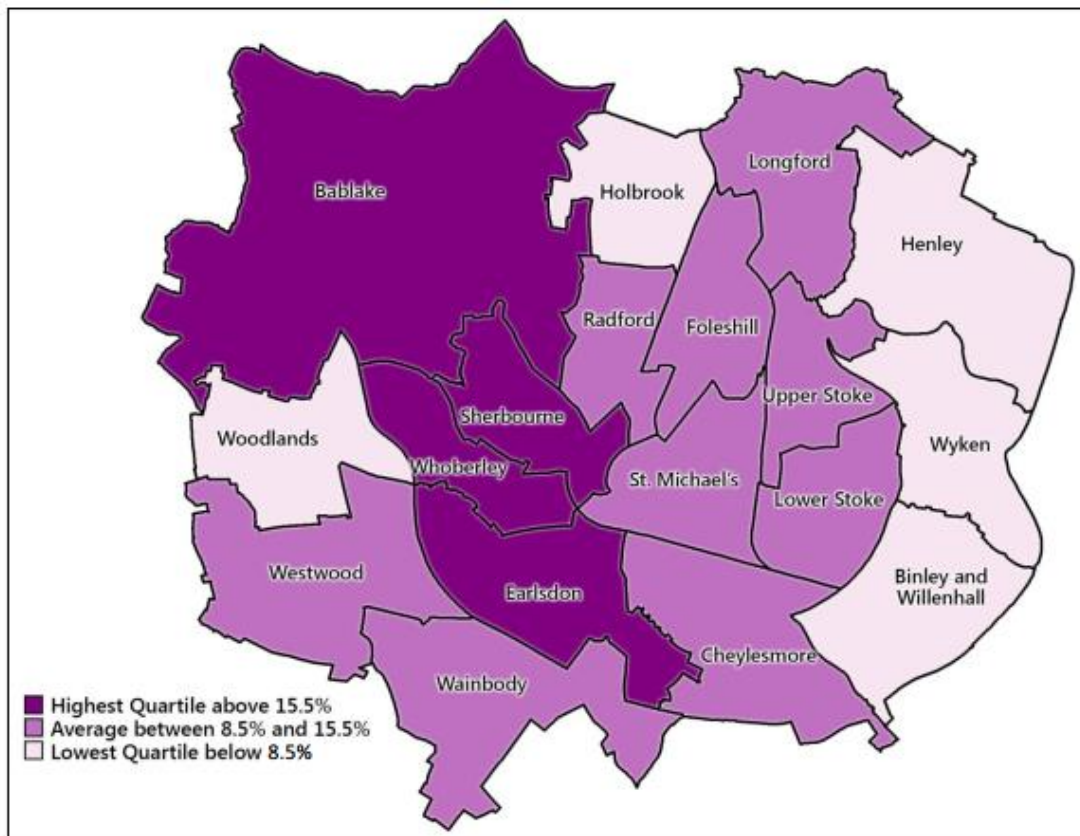 Longford
Bablake
Holbrook
Henley
Radford
Foleshill
Upper Stoke
Sherbourne
Woodlands
Wyken
Whoberley
St. Michael's
Lower Stoke
Westwood
Binley and
Willenhall
Earlsdon
Cheylesmore
Wainbody
Highest Quartile above 15.5%
Average between 8.5% and 15.5%
Lowest Quartile below 8.5%